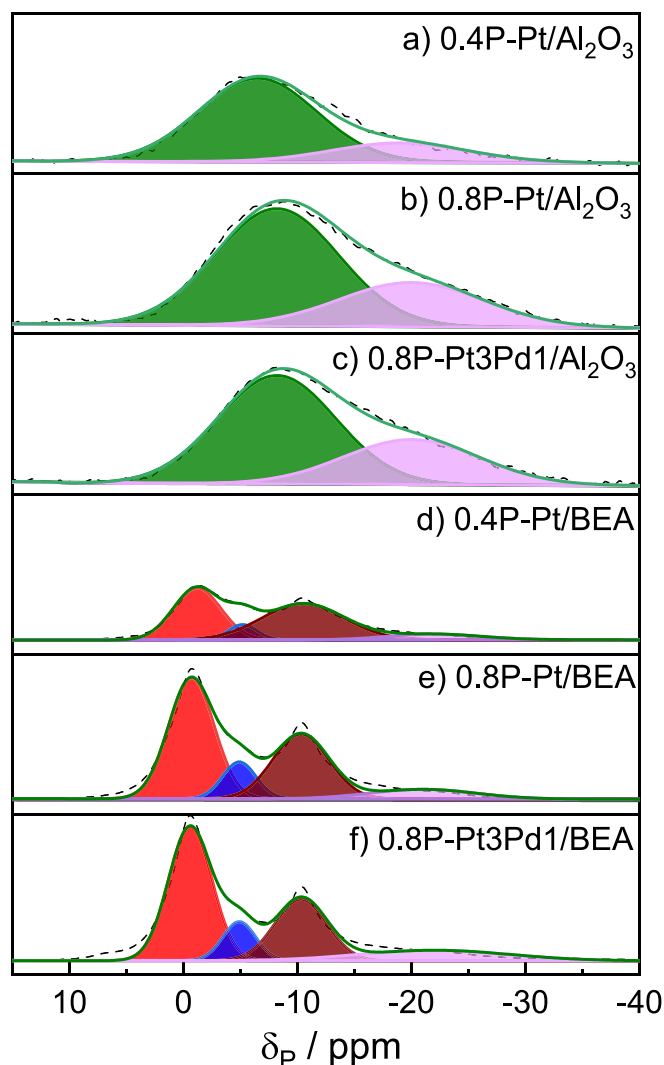 a) 0.4P-Pt/Al₂O₃
b) 0.8P-Pt/Al₂O₃
c) 0.8P-Pt3Pd1/Al₂O₃
d) 0.4P-Pt/BEA
e) 0.8P-Pt/BEA
f) 0.8P-Pt3Pd1/BEA
10 0 -10 -20 -30 -40
δP / ppm